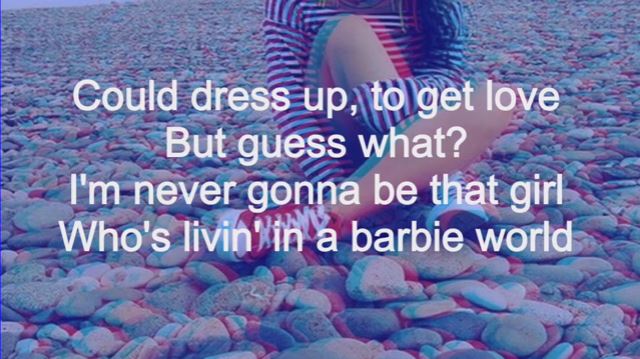 Could dress up, to get love
But guess what?
I'm never gonna be that girl
Who's livin' in a barbie world